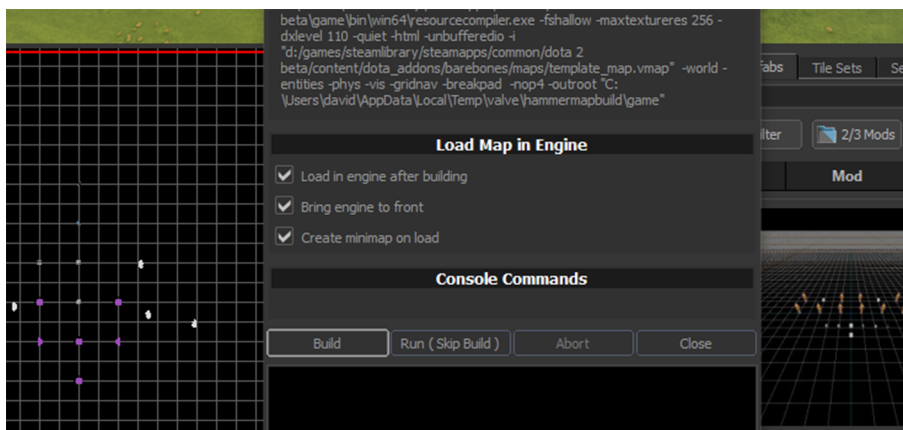 beta\game\bin\win64\resourcecompiler.exe -fshallow -maxtextureres 256 -
dxlevel 110 -quiet -html -unbufferedio -i
"d:/games/steamlibrary/steamapps/common/dota 2
beta/content/dota_addons/barebones/maps/template_map.vmap"  -world -
entities -phys -vis -gridnav -breakpad  -nop4 -outroot "C:
\Users\david\AppData\Local\Temp\valve\hammermapbuild\game"
Load Map in Engine
Load in engine after building
Bring engine to front
Create minimap on load
Console Commands
Build
Run ( Skip Build )
Abort
Close
Tile Sets
2/3 Mods
Mod